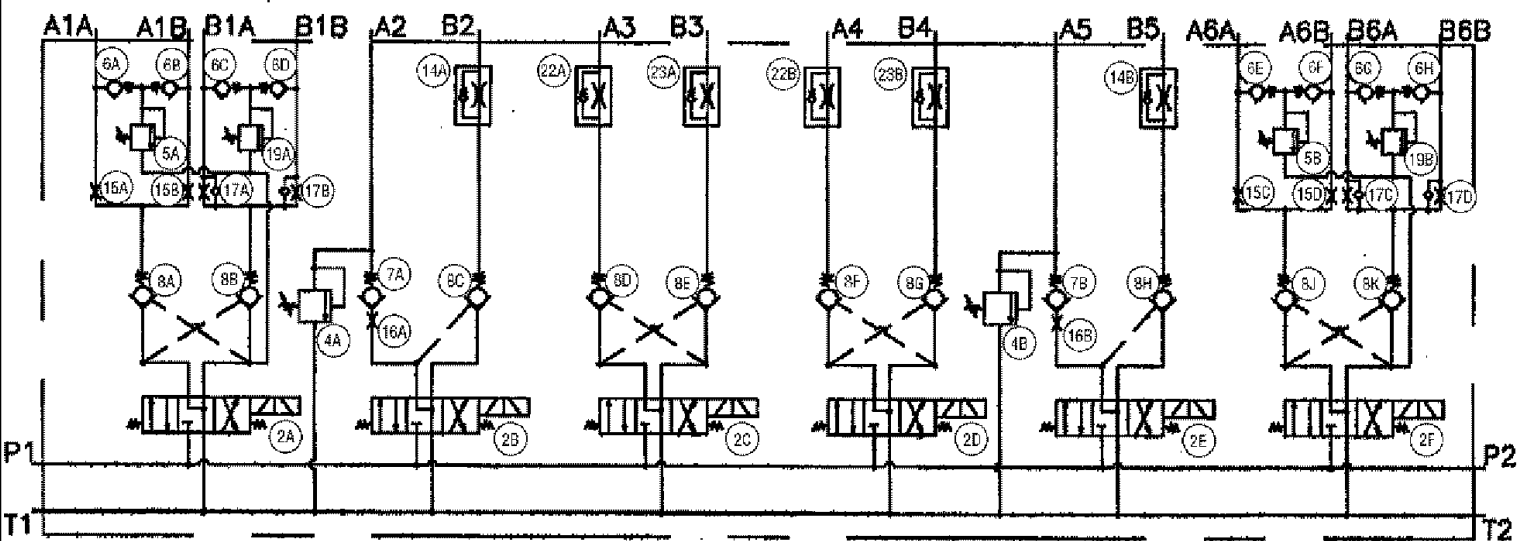 A1A A1B B1A B1B A2 B2 A3 B3 A4 B4 A5 B5 A6A A6B B6A B6B
6A 6B 6C 6D 14A 22A 23A 22B 23B 14B 6E 6F 6G 6H
5A 19A 5B 19B
15A 15B 17A 17B 15C 15D 17C 17D
8A 8B 7A 8C 8D 8E 8F 8G 7B 8H 8J 8K
4A 16A 4B 16B
2A 2B 2C 2D 2E 2F
P1 P2
T1 T2